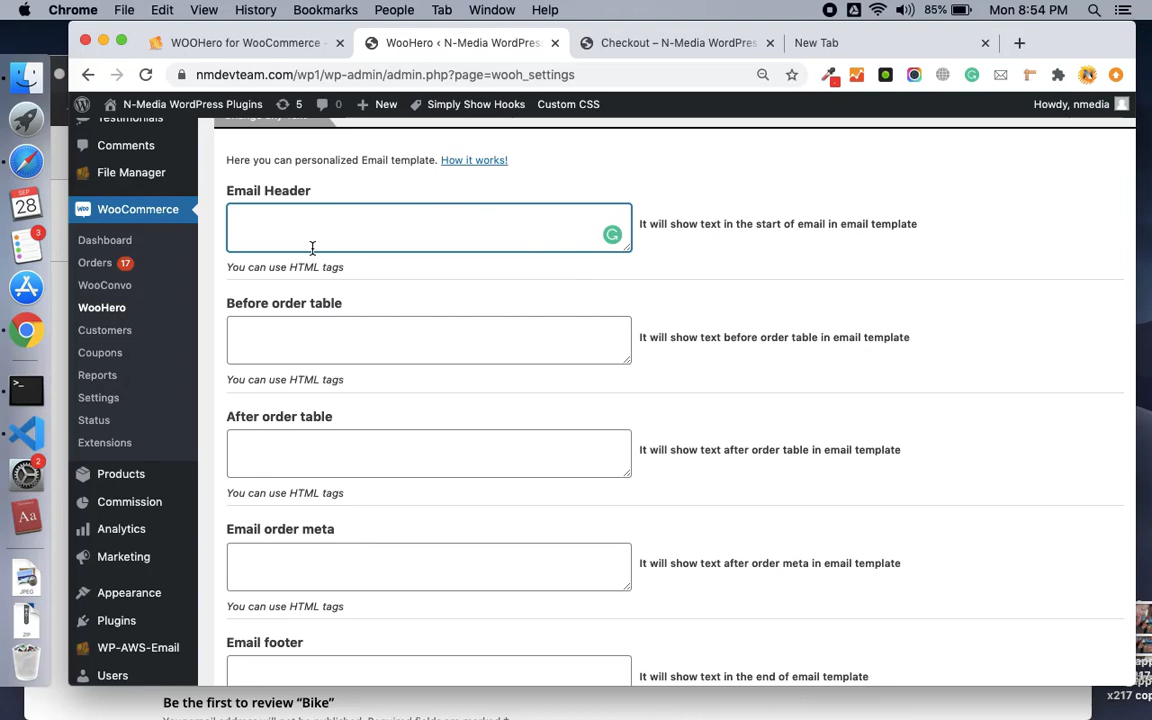 Chrome File Edit View History Bookmarks People Tab Window Help 85% Mon 8:54 PM
WOOHero for WooCommerce - WooHero ‹ N-Media WordPress Checkout – N-Media WordPres New Tab
nmdevteam.com/wp1/wp-admin/admin.php?page=wooh_settings
N-Media WordPress Plugins 5 0 New Simply Show Hooks Custom CSS Howdy, nmedia
Testimonials
Comments
File Manager
WooCommerce
Dashboard
Orders 17
WooConvo
WooHero
Customers
Coupons
Reports
Settings
Status
Extensions
Products
Commission
Analytics
Marketing
Appearance
Plugins
WP-AWS-Email
Users
Here you can personalized Email template. How it works!
Email Header
It will show text in the start of email in email template
You can use HTML tags
Before order table
It will show text before order table in email template
You can use HTML tags
After order table
It will show text after order table in email template
You can use HTML tags
Email order meta
It will show text after order meta in email template
You can use HTML tags
Email footer
It will show text in the end of email template
SEP
28
3
2
JPEG
ZIP
x217 cop
Be the first to review “Bike”